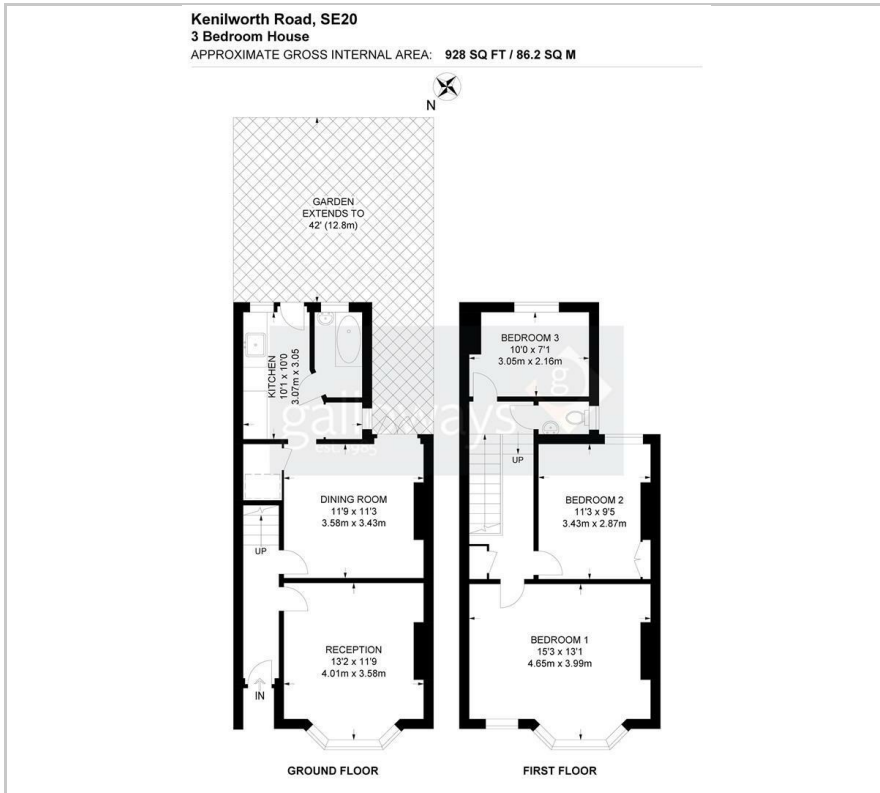 Kenilworth Road, SE20
3 Bedroom House
APPROXIMATE GROSS INTERNAL AREA: 928 SQ FT / 86.2 SQ M
N
GARDEN
EXTENDS TO
42' (12.8m)
KITCHEN
10'1 x 10'0
3.07m x 3.05
g
galloways
est.1985
DINING ROOM
11'9 x 11'3
3.58m x 3.43m
UP
RECEPTION
13'2 x 11'9
4.01m x 3.58m
IN
GROUND FLOOR
BEDROOM 3
10'0 x 7'1
3.05m x 2.16m
UP
BEDROOM 2
11'3 x 9'5
3.43m x 2.87m
BEDROOM 1
15'3 x 13'1
4.65m x 3.99m
FIRST FLOOR